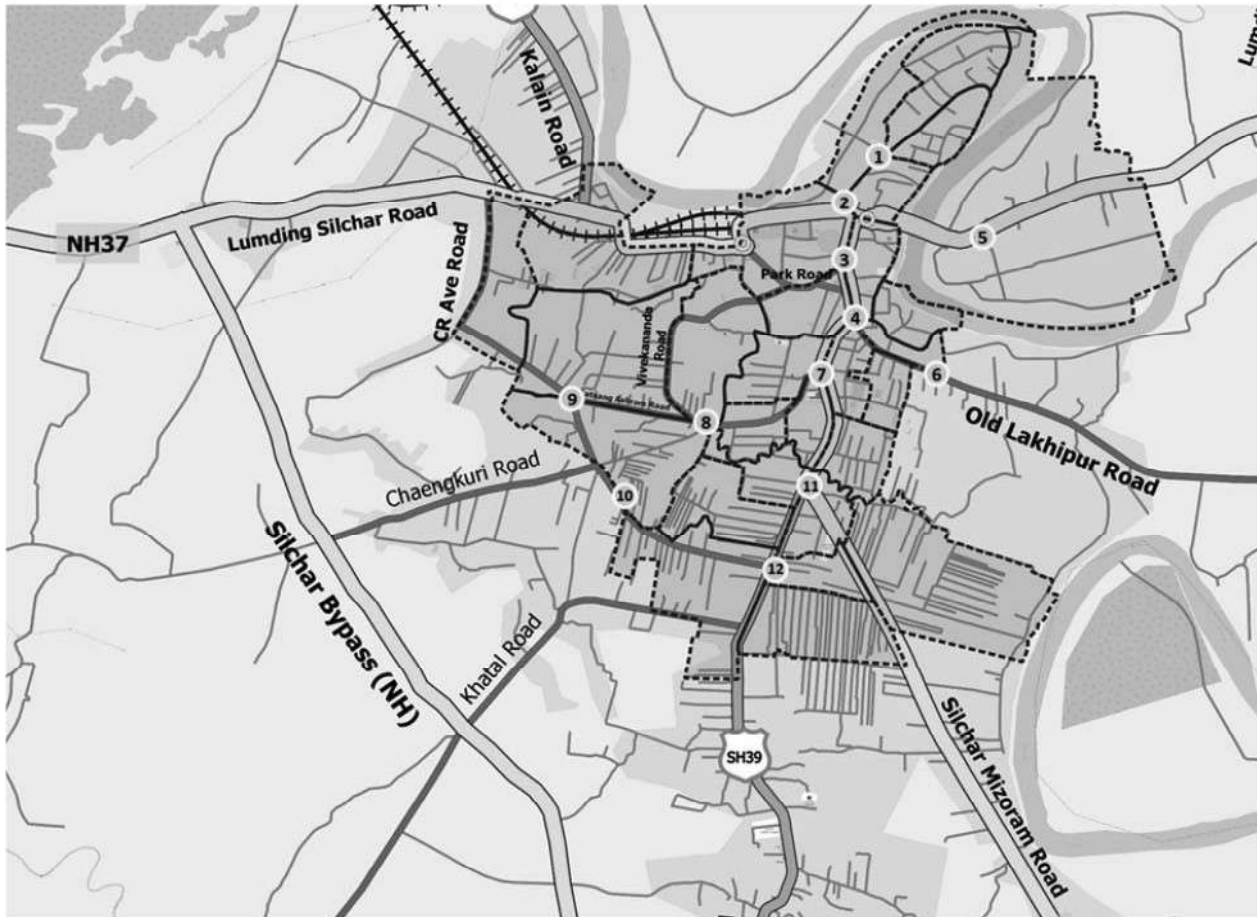 Kalain Road
Lumding Silchar Road
NH37
CR Ave Road
Park Road
Vivekananda
Road
Ashram Road
Old Lakhipur Road
Chaengkuri Road
Silchar Bypass (NH)
Khatal Road
SH39
Silchar Mizoram Road
1
2
3
4
5
6
7
8
9
10
11
12